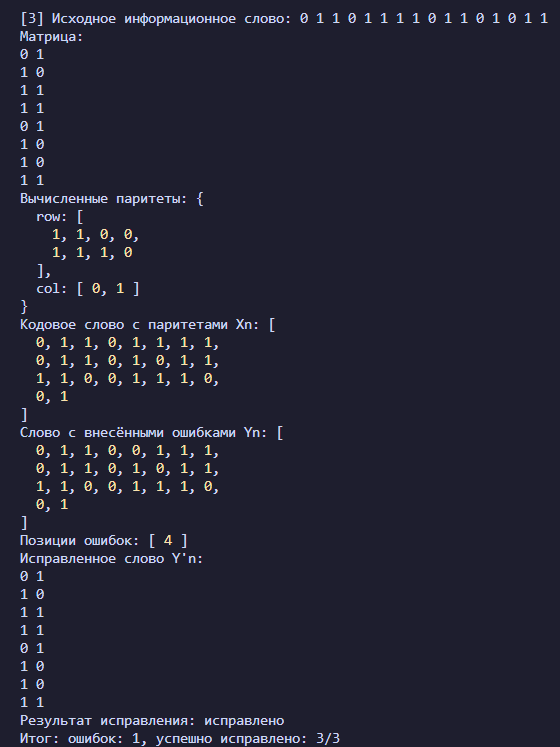 [3] Исходное информационное слово: 0 1 1 0 1 1 1 1 0 1 1 0 1 0 1 1
Матрица:
0 1
1 0
1 1
1 1
0 1
1 0
1 0
1 1
Вычисленные паритеты: {
row: [
1, 1, 0, 0,
1, 1, 1, 0
],
col: [ 0, 1 ]
}
Кодовое слово с паритетами Xn: [
0, 1, 1, 0, 1, 1, 1, 1,
0, 1, 1, 0, 1, 0, 1, 1,
1, 1, 0, 0, 1, 1, 1, 0,
0, 1
]
Слово с внесёнными ошибками Yn: [
0, 1, 1, 0, 0, 1, 1, 1,
0, 1, 1, 0, 1, 0, 1, 1,
1, 1, 0, 0, 1, 1, 1, 0,
0, 1
]
Позиции ошибок: [ 4 ]
Исправленное слово Y'n:
0 1
1 0
1 1
1 1
0 1
1 0
1 0
1 1
Результат исправления: исправлено
Итог: ошибок: 1, успешно исправлено: 3/3